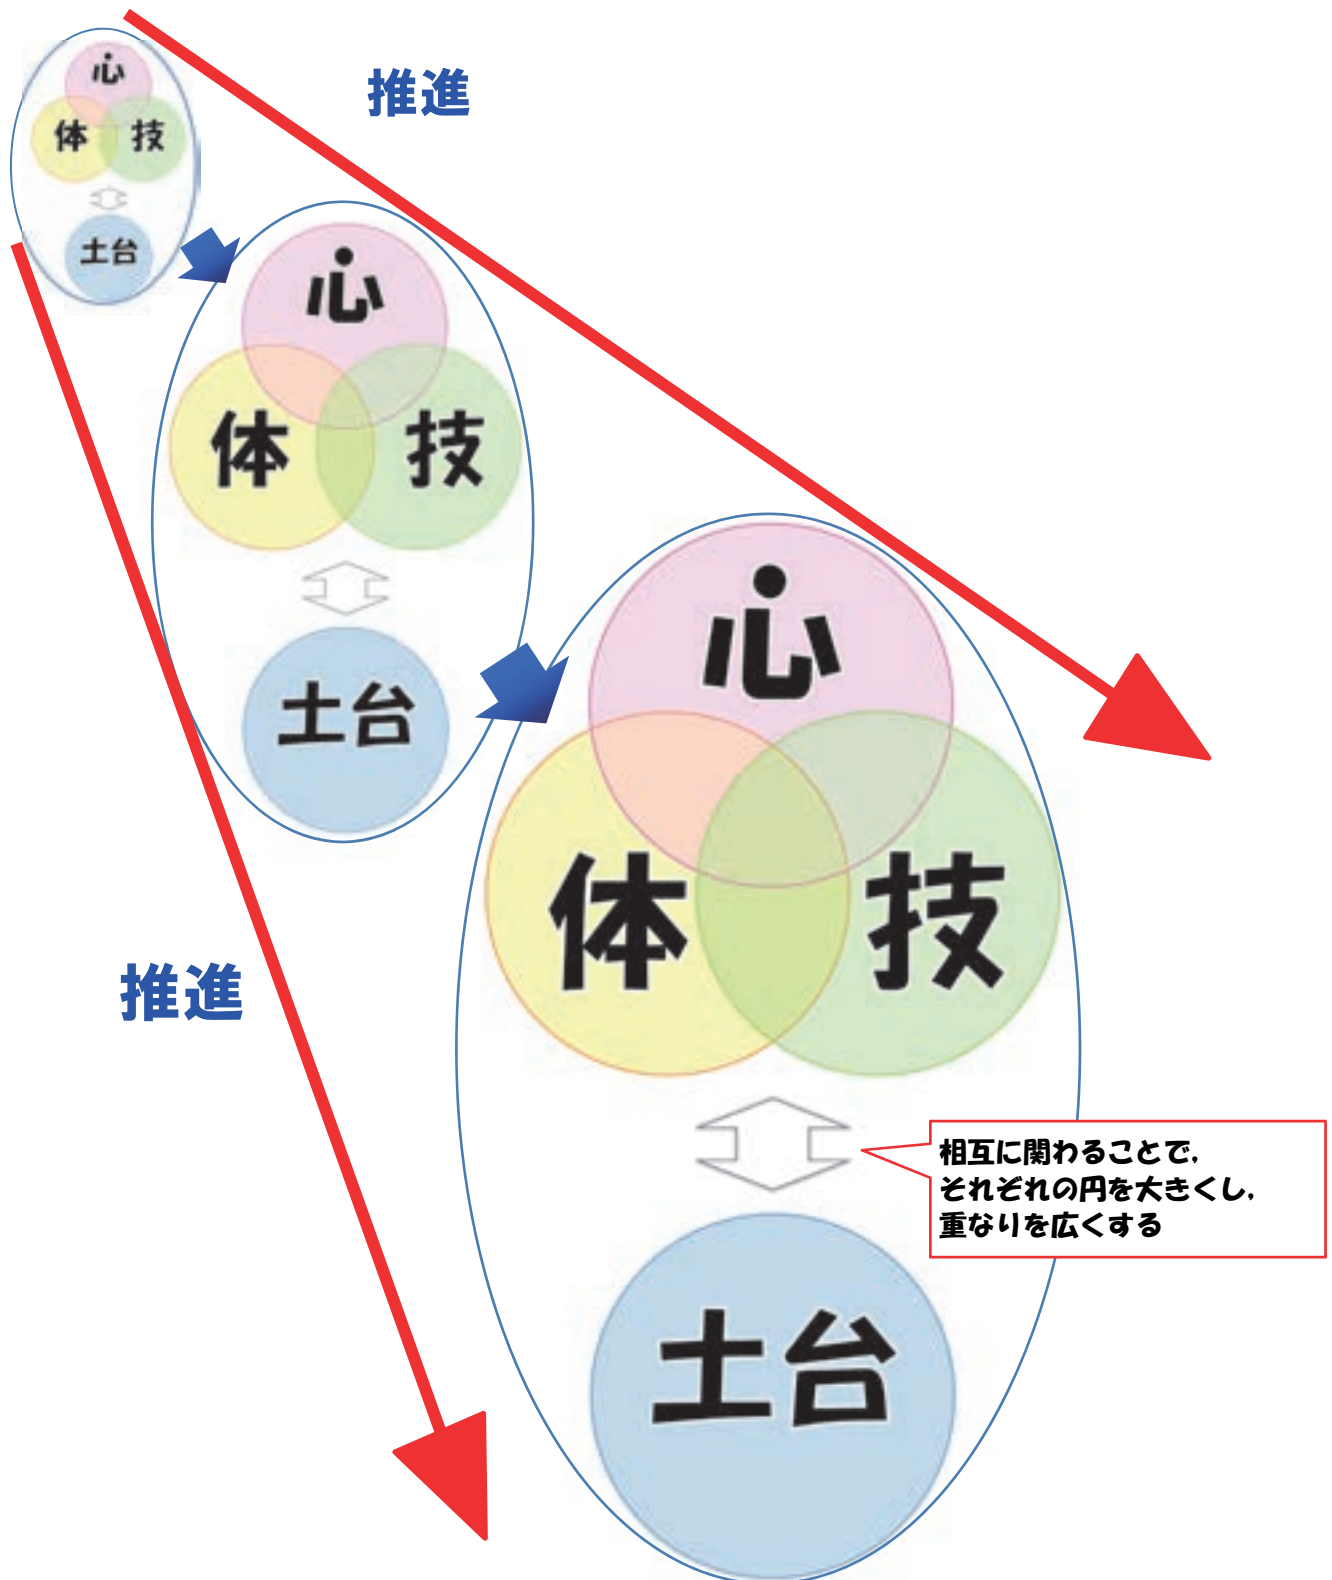 推進
心
体 技
土台
心
体 技
土台
心
体 技
推進
相互に関わることで,
それぞれの円を大きくし,
重なりを広くする
土台